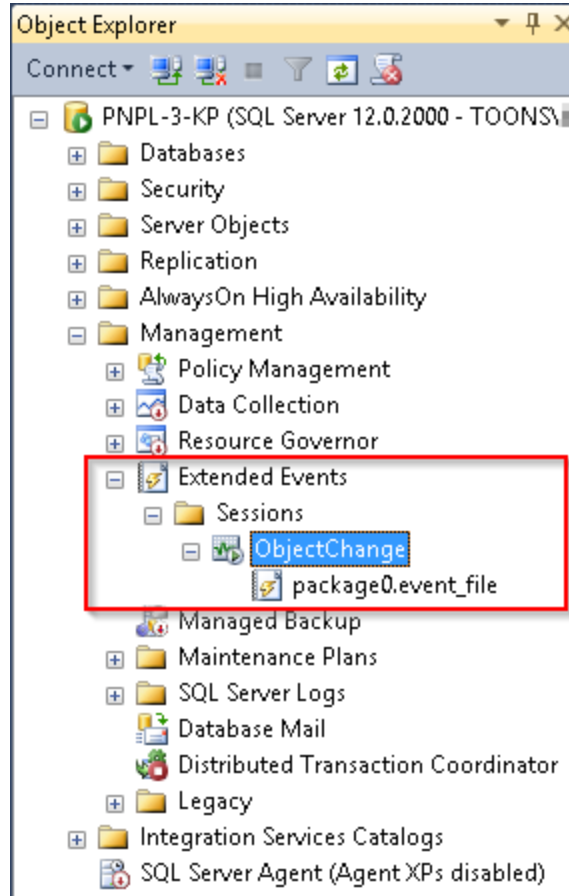 Object Explorer
Connect
PNPL-3-KP (SQL Server 12.0.2000 - TOONS\
Databases
Security
Server Objects
Replication
AlwaysOn High Availability
Management
Policy Management
Data Collection
Resource Governor
Extended Events
Sessions
ObjectChange
package0.event_file
Managed Backup
Maintenance Plans
SQL Server Logs
Database Mail
Distributed Transaction Coordinator
Legacy
Integration Services Catalogs
SQL Server Agent (Agent XPs disabled)